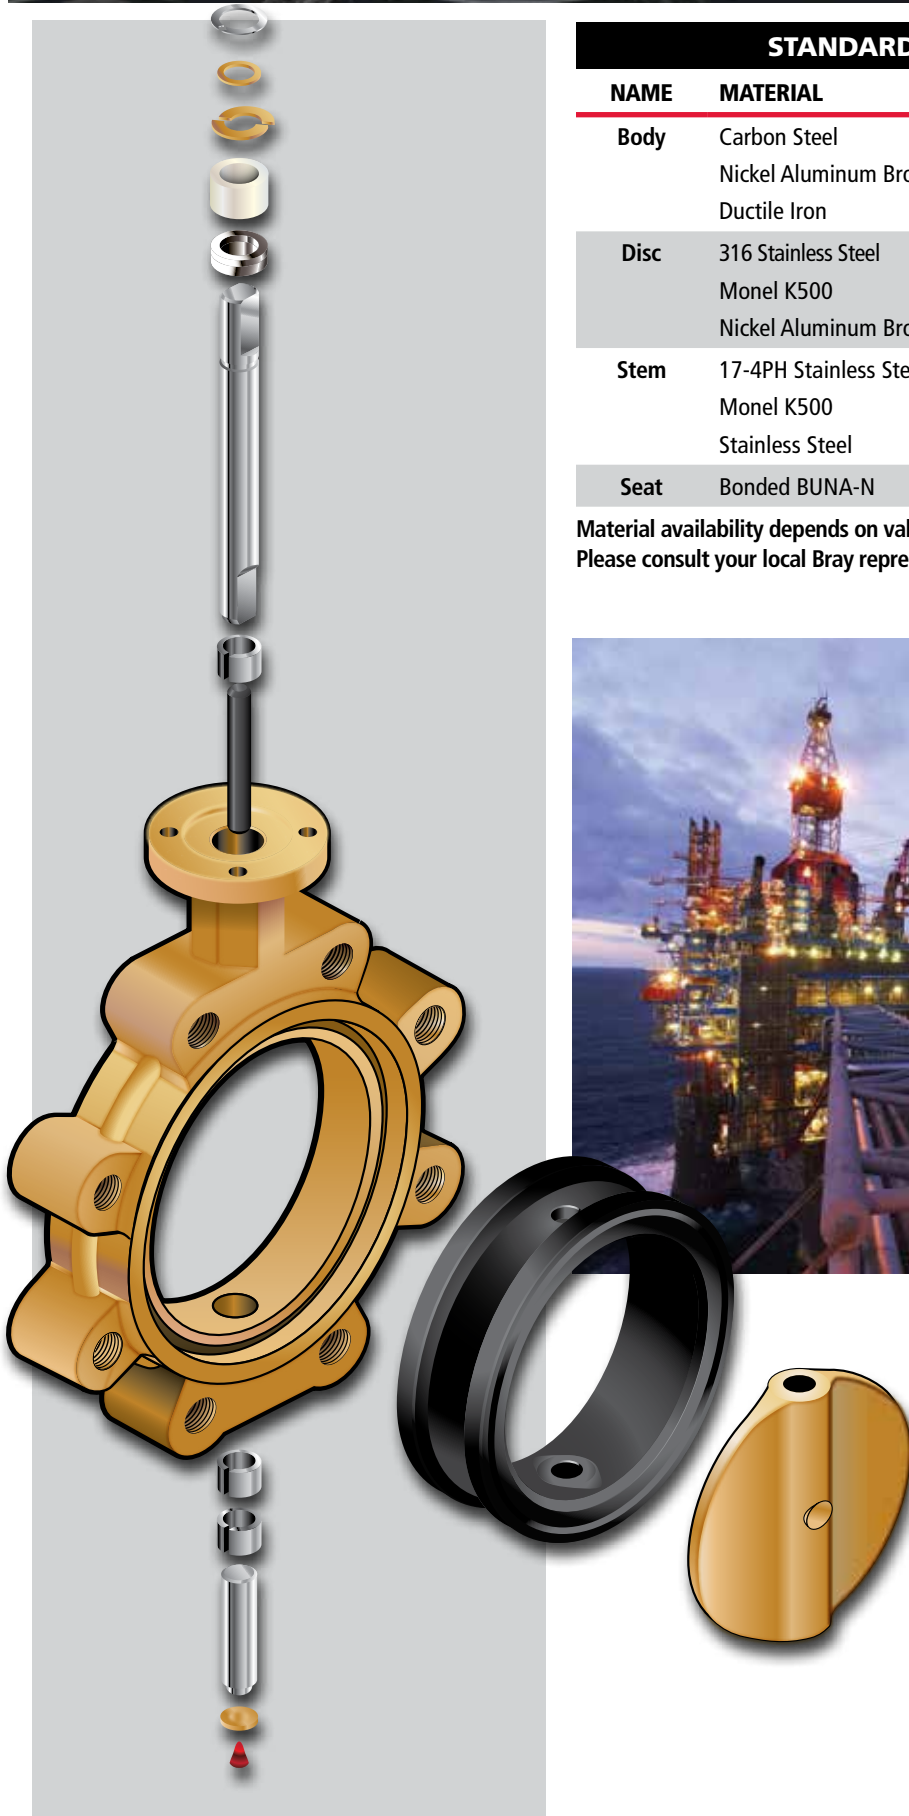 STANDARD
NAME MATERIAL
Body Carbon Steel
Nickel Aluminum Bro
Ductile Iron
Disc 316 Stainless Steel
Monel K500
Nickel Aluminum Bro
Stem 17-4PH Stainless Ste
Monel K500
Stainless Steel
Seat Bonded BUNA-N
Material availability depends on val
Please consult your local Bray repre